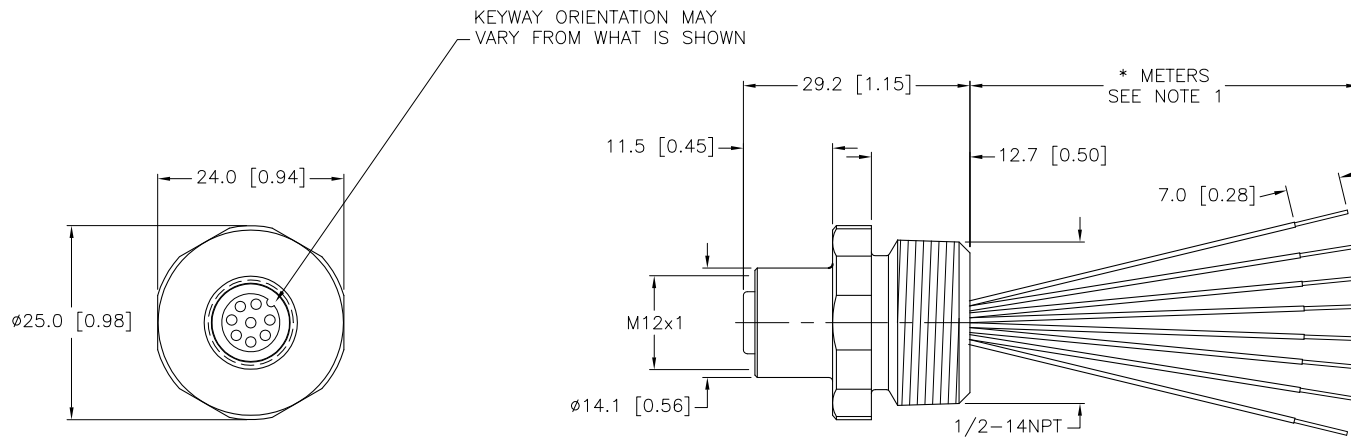 KEYWAY ORIENTATION MAY
VARY FROM WHAT IS SHOWN
29.2 [1.15]
* METERS
SEE NOTE 1
11.5 [0.45]
12.7 [0.50]
24.0 [0.94]
7.0 [0.28]
⌀25.0 [0.98]
M12x1
⌀14.1 [0.56]
1/2-14NPT